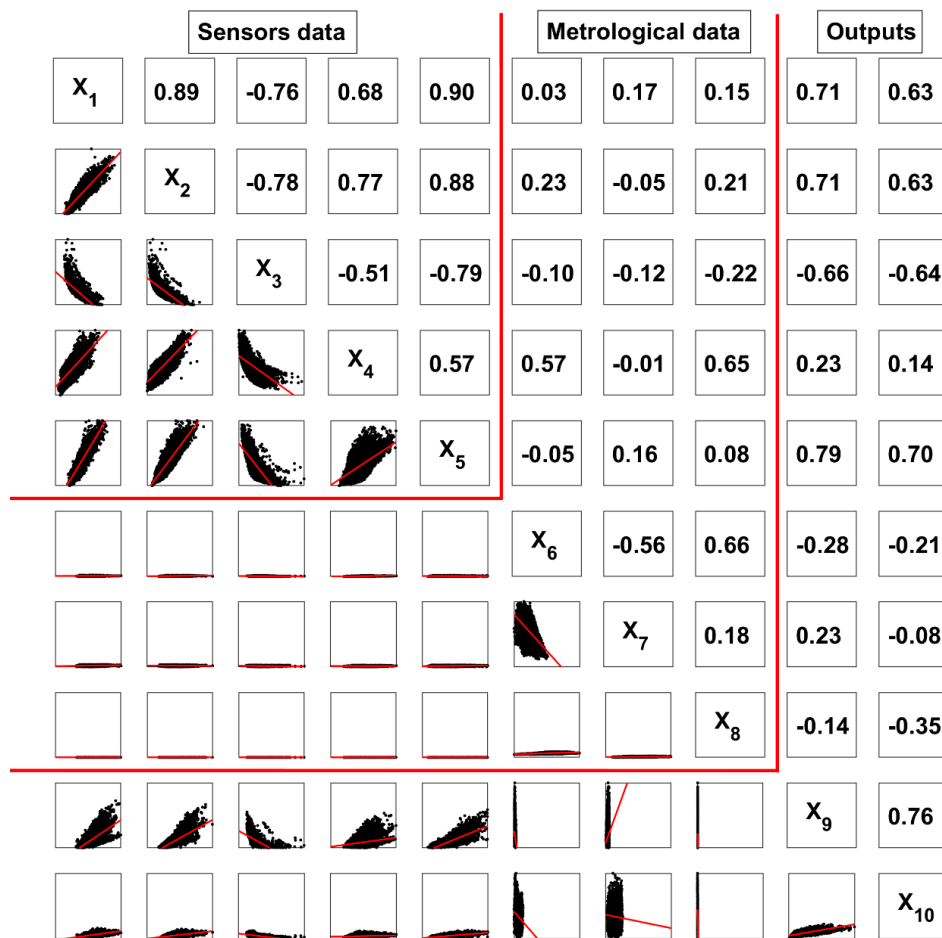 Sensors data Metrological data Outputs
X1 0.89 -0.76 0.68 0.90 0.03 0.17 0.15 0.71 0.63
X2 -0.78 0.77 0.88 0.23 -0.05 0.21 0.71 0.63
X3 -0.51 -0.79 -0.10 -0.12 -0.22 -0.66 -0.64
X4 0.57 0.57 -0.01 0.65 0.23 0.14
X5 -0.05 0.16 0.08 0.79 0.70
X6 -0.56 0.66 -0.28 -0.21
X7 0.18 0.23 -0.08
X8 -0.14 -0.35
X9 0.76
X10